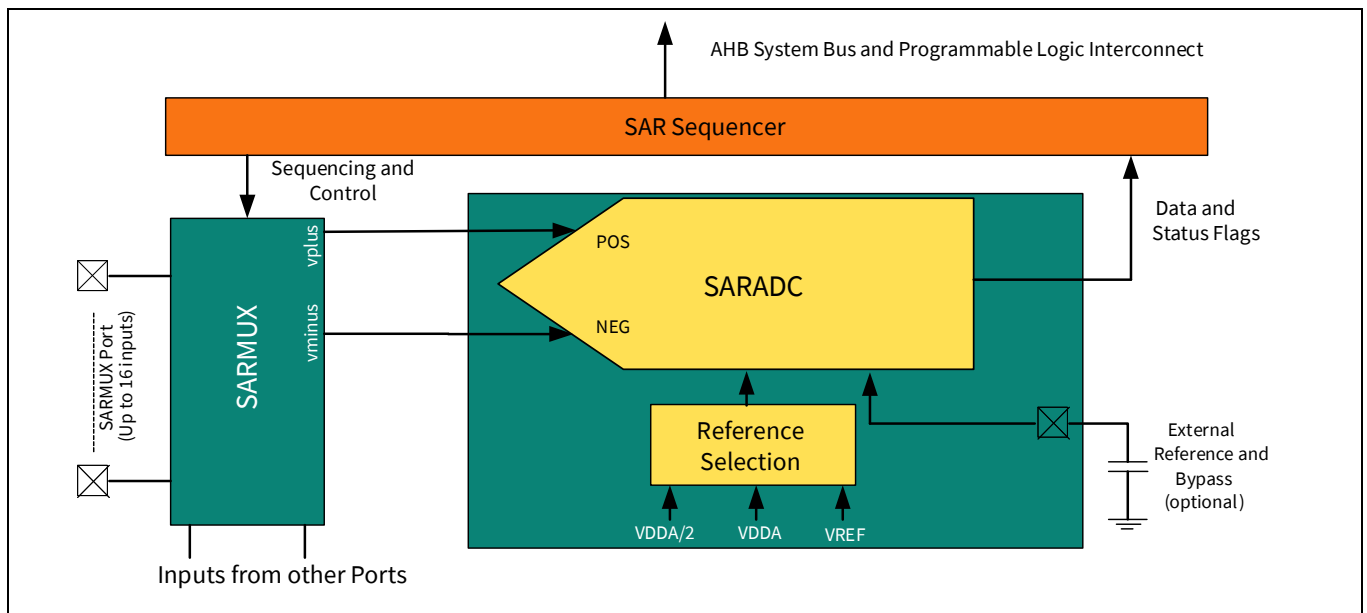 AHB System Bus and Programmable Logic Interconnect
SAR Sequencer
Sequencing and
Control
Data and
Status Flags
vplus
vminus
SARMUX
SARMUX Port
(Up to 16 inputs)
POS
NEG
SARADC
Reference
Selection
VDDA/2
VDDA
VREF
External
Reference and
Bypass
(optional)
Inputs from other Ports